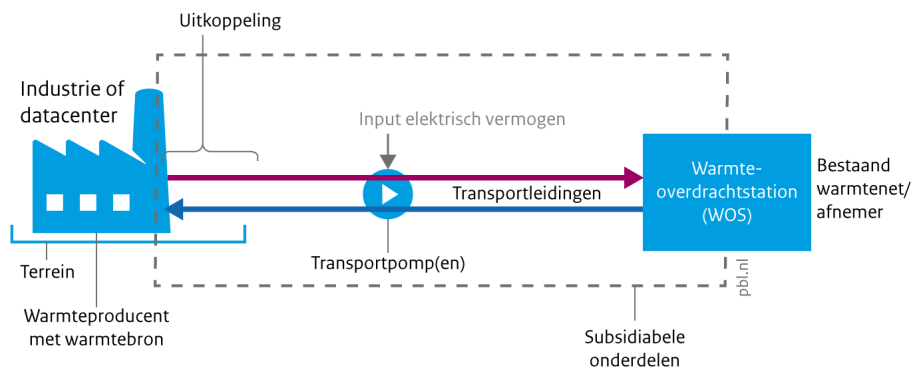 Uitkoppeling
Industrie of
datacenter
Input elektrisch vermogen
Warmte-
overdrachtstation
(WOS)
Bestaand
warmtenet/
afnemer
Transportleidingen
Terrein
Transportpomp(en)
pbl.nl
Warmteproducent
met warmtebron
Subsidiabele
onderdelen